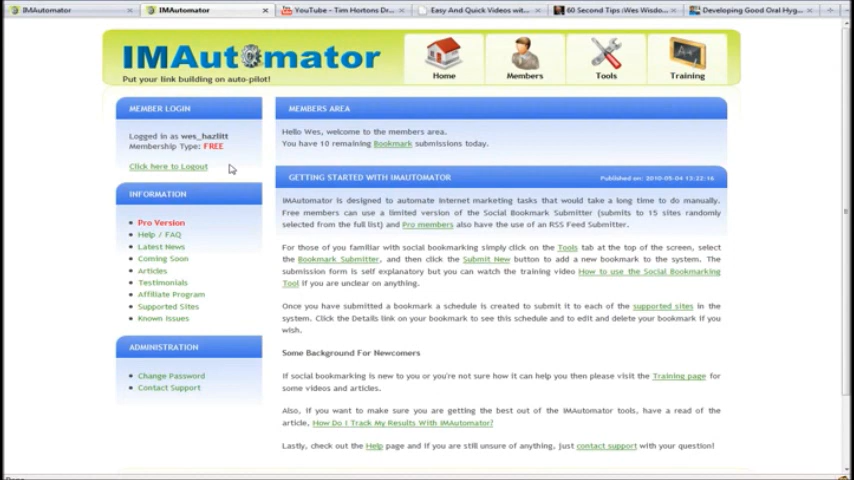 IMAutomator
IMAutomator
YouTube - Tim Hortons Dr...
Easy And Quick Videos wit...
60 Second Tips (Wes Wisdo...
Developing Good Oral Hyg...
IMAutomator
Put your link building on auto-pilot!
Home
Members
Tools
Training
MEMBER LOGIN
Logged in as wes_hazlitt
Membership Type: FREE
Click here to Logout
INFORMATION
Pro Version
Help / FAQ
Latest News
Coming Soon
Articles
Testimonials
Affiliate Program
Supported Sites
Known Issues
ADMINISTRATION
Change Password
Contact Support
MEMBERS AREA
Hello Wes, welcome to the members area.
You have 10 remaining Bookmark submissions today.
GETTING STARTED WITH IMAUTOMATOR
Published on: 2010-05-04 13:22:16
IMAutomator is designed to automate internet marketing tasks that would take a long time to do manually.
Free members can use a limited version of the Social Bookmark Submitter (submits to 15 sites randomly
selected from the full list) and Pro members also have the use of an RSS Feed Submitter.
For those of you familiar with social bookmarking simply click on the Tools tab at the top of the screen, select
the Bookmark Submitter, and then click the Submit New button to add a new bookmark to the system. The
submission form is self explanatory but you can watch the training video How to use the Social Bookmarking
Tool if you are unclear on anything.
Once you have submitted a bookmark a schedule is created to submit it to each of the supported sites in the
system. Click the Details link on your bookmark to see this schedule and to edit and delete your bookmark if you
wish.
Some Background For Newcomers
If social bookmarking is new to you or you're not sure how it can help you then please visit the Training page for
some videos and articles.
Also, if you want to make sure you are getting the best out of the IMAutomator tools, have a read of the
article, How Do I Track My Results With IMAutomator?
Lastly, check out the Help page and if you are still unsure of anything, just contact support with your question!